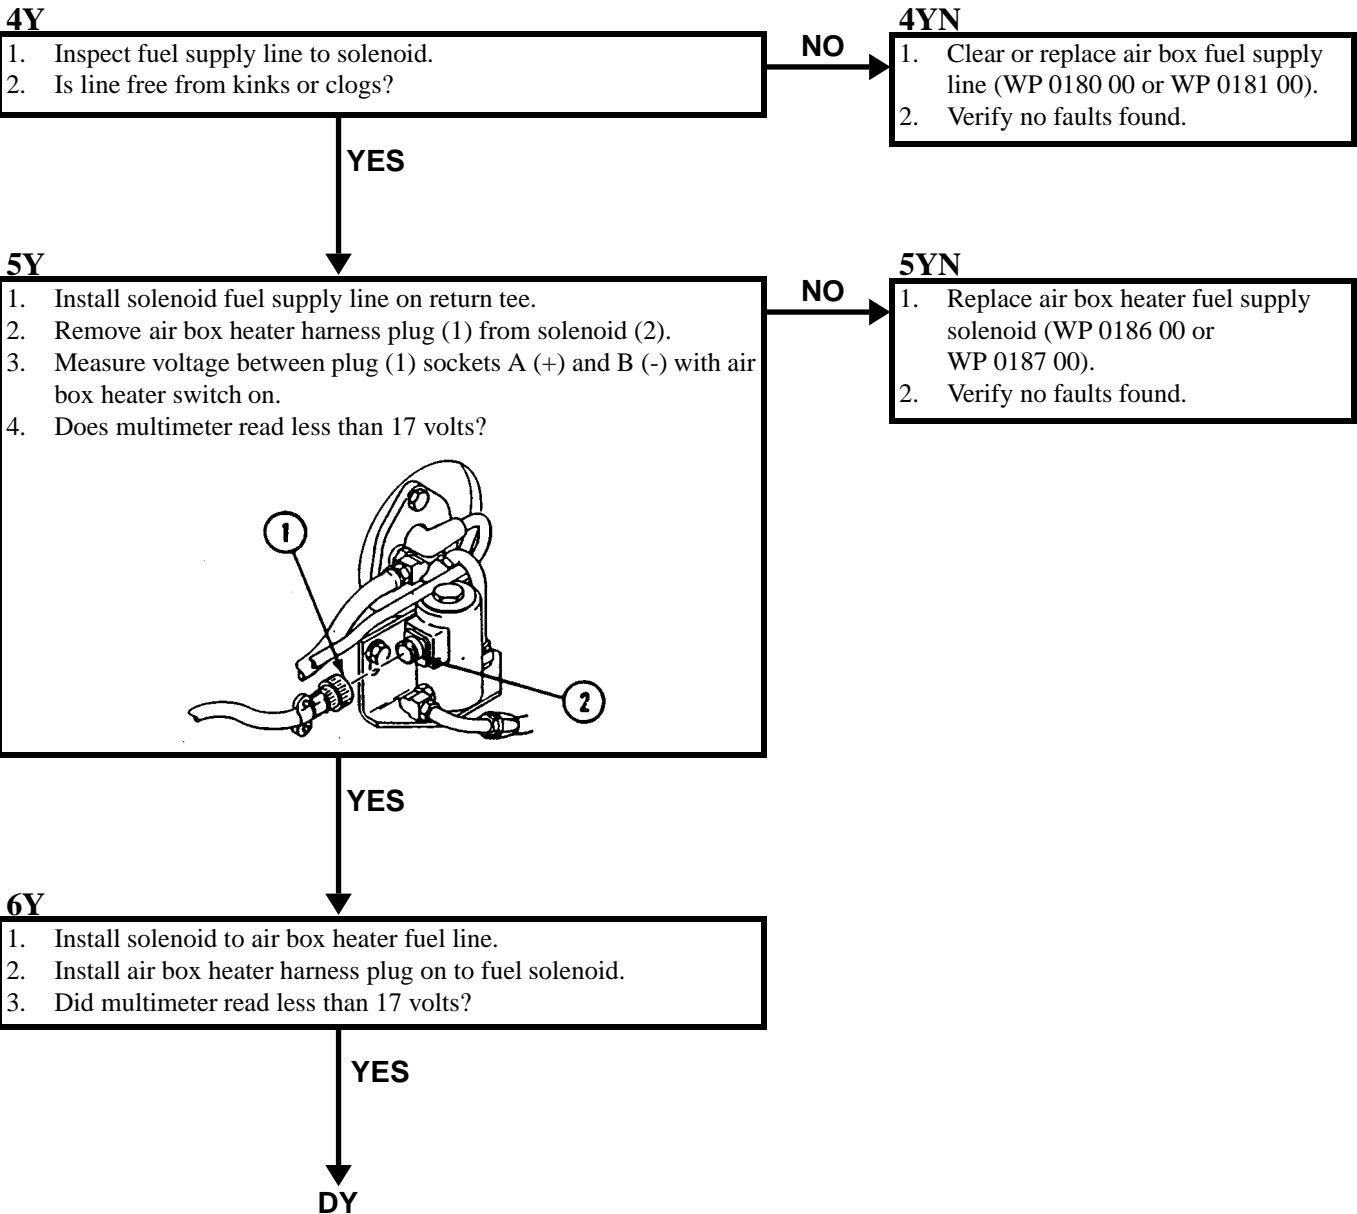 4Y
1. Inspect fuel supply line to solenoid.
2. Is line free from kinks or clogs?
NO
4YN
1. Clear or replace air box fuel supply
line (WP 0180 00 or WP 0181 00).
2. Verify no faults found.
YES
5Y
1. Install solenoid fuel supply line on return tee.
2. Remove air box heater harness plug (1) from solenoid (2).
3. Measure voltage between plug (1) sockets A (+) and B (-) with air
box heater switch on.
4. Does multimeter read less than 17 volts?
1
2
NO
5YN
1. Replace air box heater fuel supply
solenoid (WP 0186 00 or
WP 0187 00).
2. Verify no faults found.
YES
6Y
1. Install solenoid to air box heater fuel line.
2. Install air box heater harness plug on to fuel solenoid.
3. Did multimeter read less than 17 volts?
YES
DY